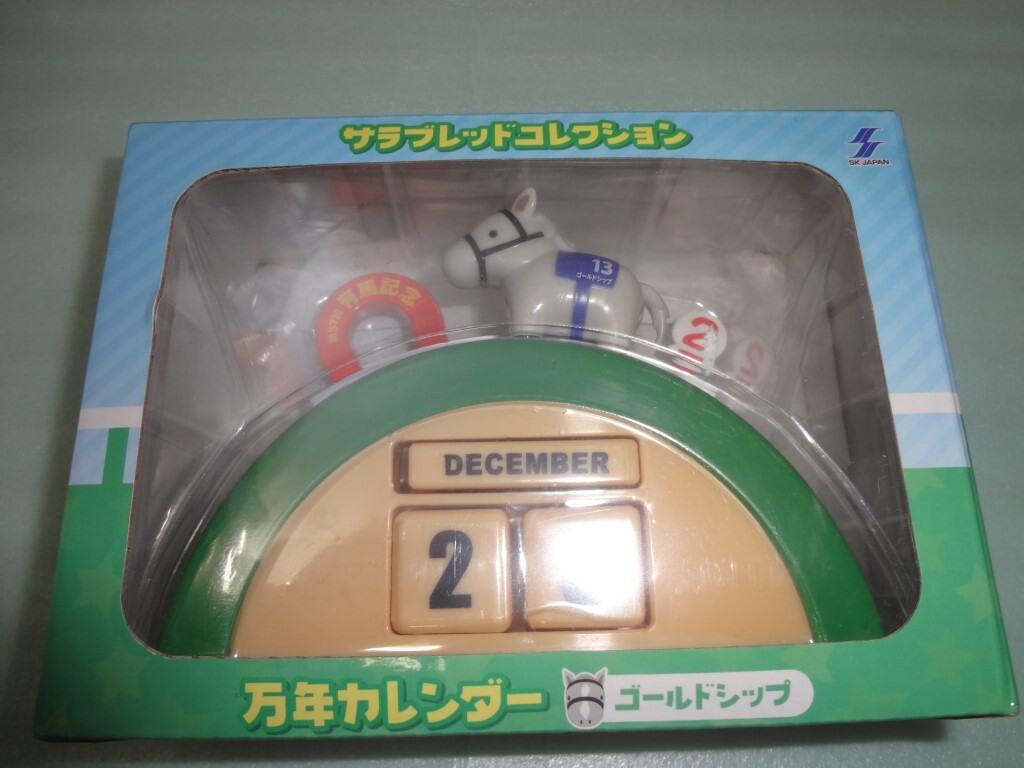 サラブレッドコレクション
SK JAPAN
有馬記念
13
ゴールドシップ
DECEMBER
2
万年カレンダー
ゴールドシップ